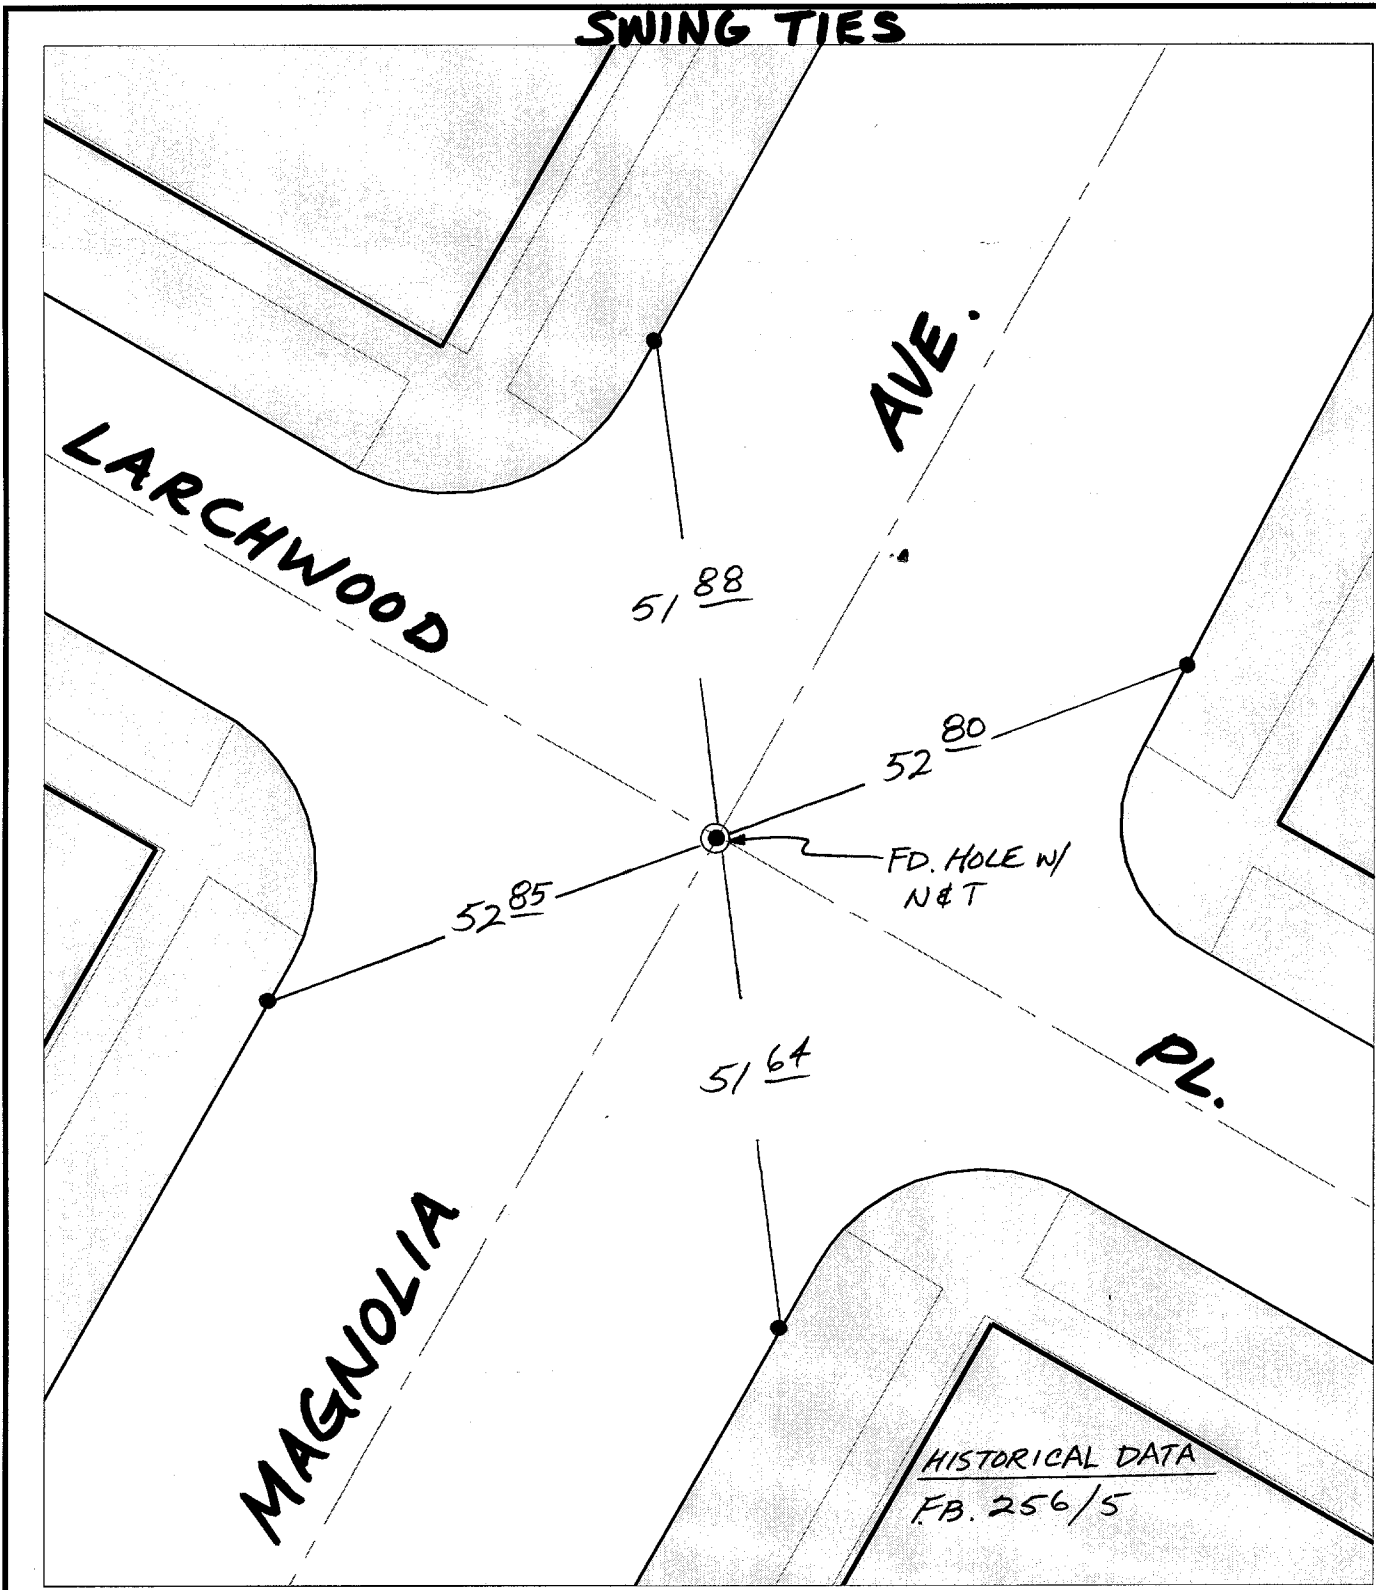 SWING TIES
AVE.
LARCHWOOD
51 88
52 80
FD. HOLE W/
N & T
52 85
51 64
PL.
MAGNOLIA
HISTORICAL DATA
F.B. 256/5